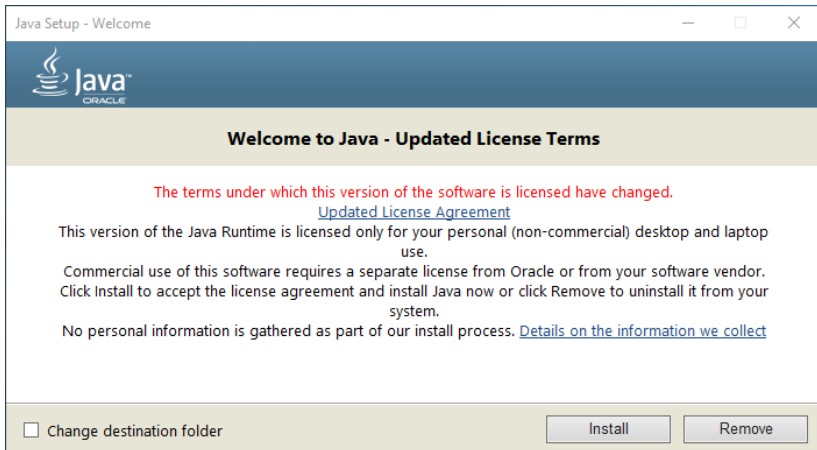 Java Setup - Welcome
Java™
ORACLE
Welcome to Java - Updated License Terms
The terms under which this version of the software is licensed have changed.
Updated License Agreement
This version of the Java Runtime is licensed only for your personal (non-commercial) desktop and laptop
use.
Commercial use of this software requires a separate license from Oracle or from your software vendor.
Click Install to accept the license agreement and install Java now or click Remove to uninstall it from your
system.
No personal information is gathered as part of our install process. Details on the information we collect
Change destination folder
Install
Remove